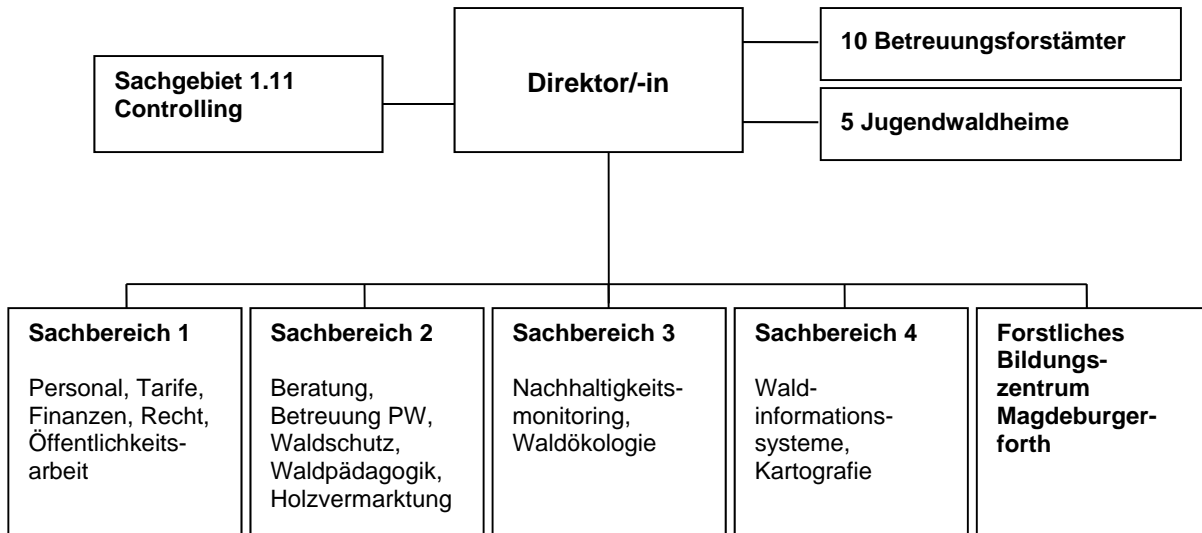 Sachgebiet 1.11
Controlling
Direktor/-in
10 Betreuungsforstämter
5 Jugendwaldheime
Sachbereich 1
Personal, Tarife,
Finanzen, Recht,
Öffentlichkeits-
arbeit
Sachbereich 2
Beratung,
Betreuung PW,
Waldschutz,
Waldpädagogik,
Holzvermarktung
Sachbereich 3
Nachhaltigkeits-
monitoring,
Waldökologie
Sachbereich 4
Wald-
informations-
systeme,
Kartografie
Forstliches
Bildungs-
zentrum
Magdeburger-
forth